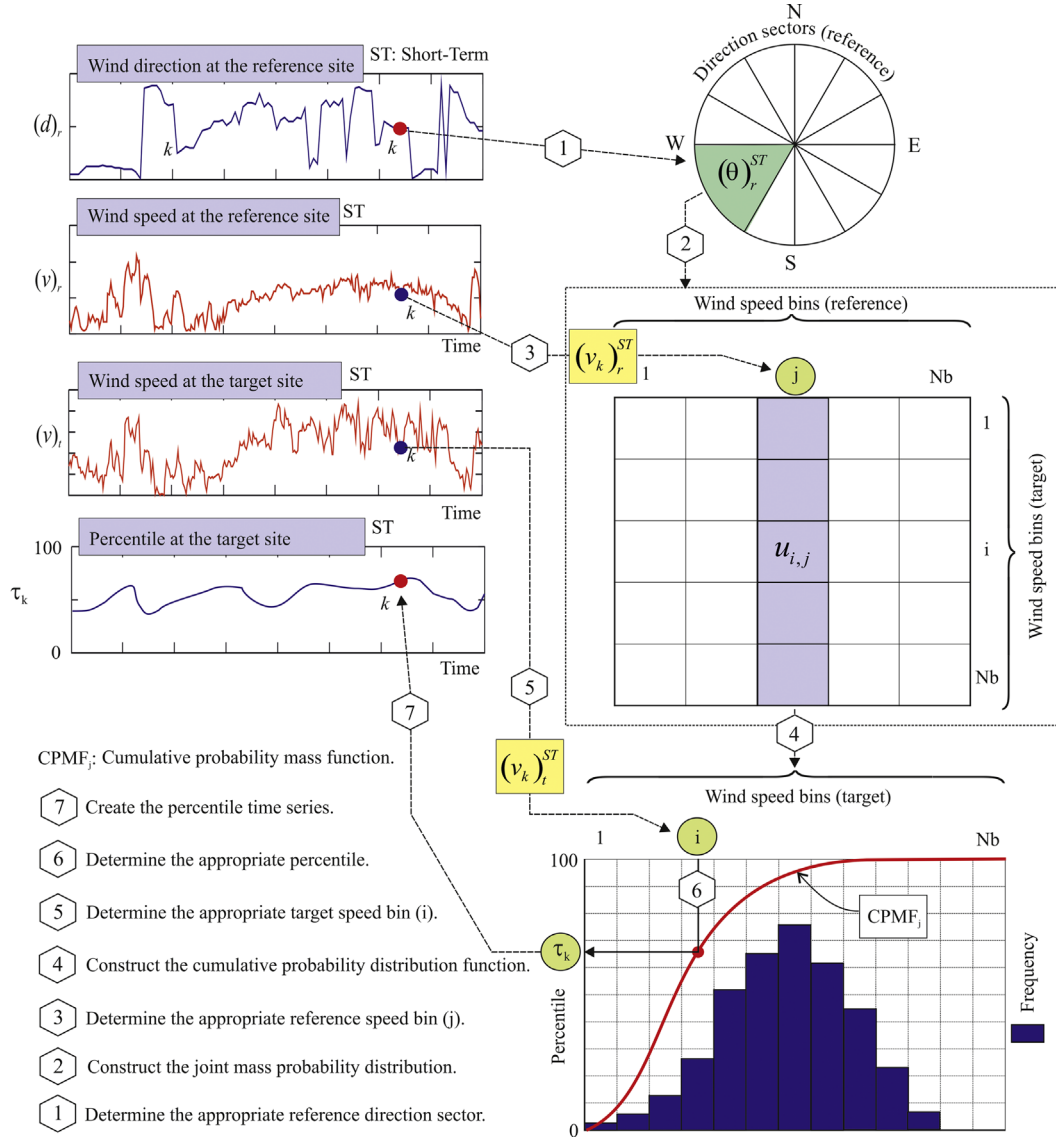 ST: Short-Term
Wind direction at the reference site
(d)r
k
k
1
N
Direction sectors (reference)
W
E
(θ)r^ST
S
2
Wind speed at the reference site
ST
(v)r
k
Time
3
(vk)r^ST
Wind speed bins (reference)
1
j
Nb
1
i
Nb
Wind speed bins (target)
ui,j
4
Wind speed at the target site
ST
(v)t
k
Time
Percentile at the target site
ST
100
τk
0
k
Time
5
7
(vk)t^ST
CPMFj: Cumulative probability mass function.
7 Create the percentile time series.
6 Determine the appropriate percentile.
5 Determine the appropriate target speed bin (i).
4 Construct the cumulative probability distribution function.
3 Determine the appropriate reference speed bin (j).
2 Construct the joint mass probability distribution.
1 Determine the appropriate reference direction sector.
Wind speed bins (target)
1
i
Nb
100
6
CPMFj
τk
Percentile
0
Frequency